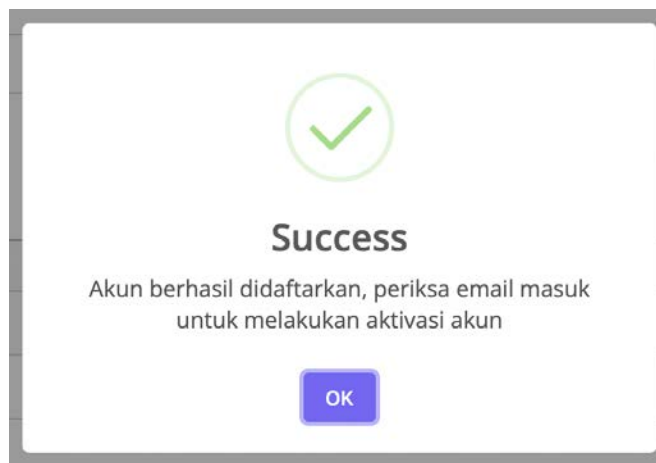 Success
Akun berhasil didaftarkan, periksa email masuk
untuk melakukan aktivasi akun
OK